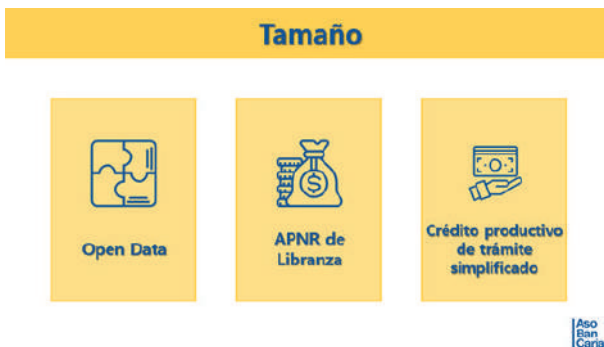 Tamaño
Open Data
APNR de
Libranza
Crédito productivo
de trámite
simplificado
Aso
Ban
Caria